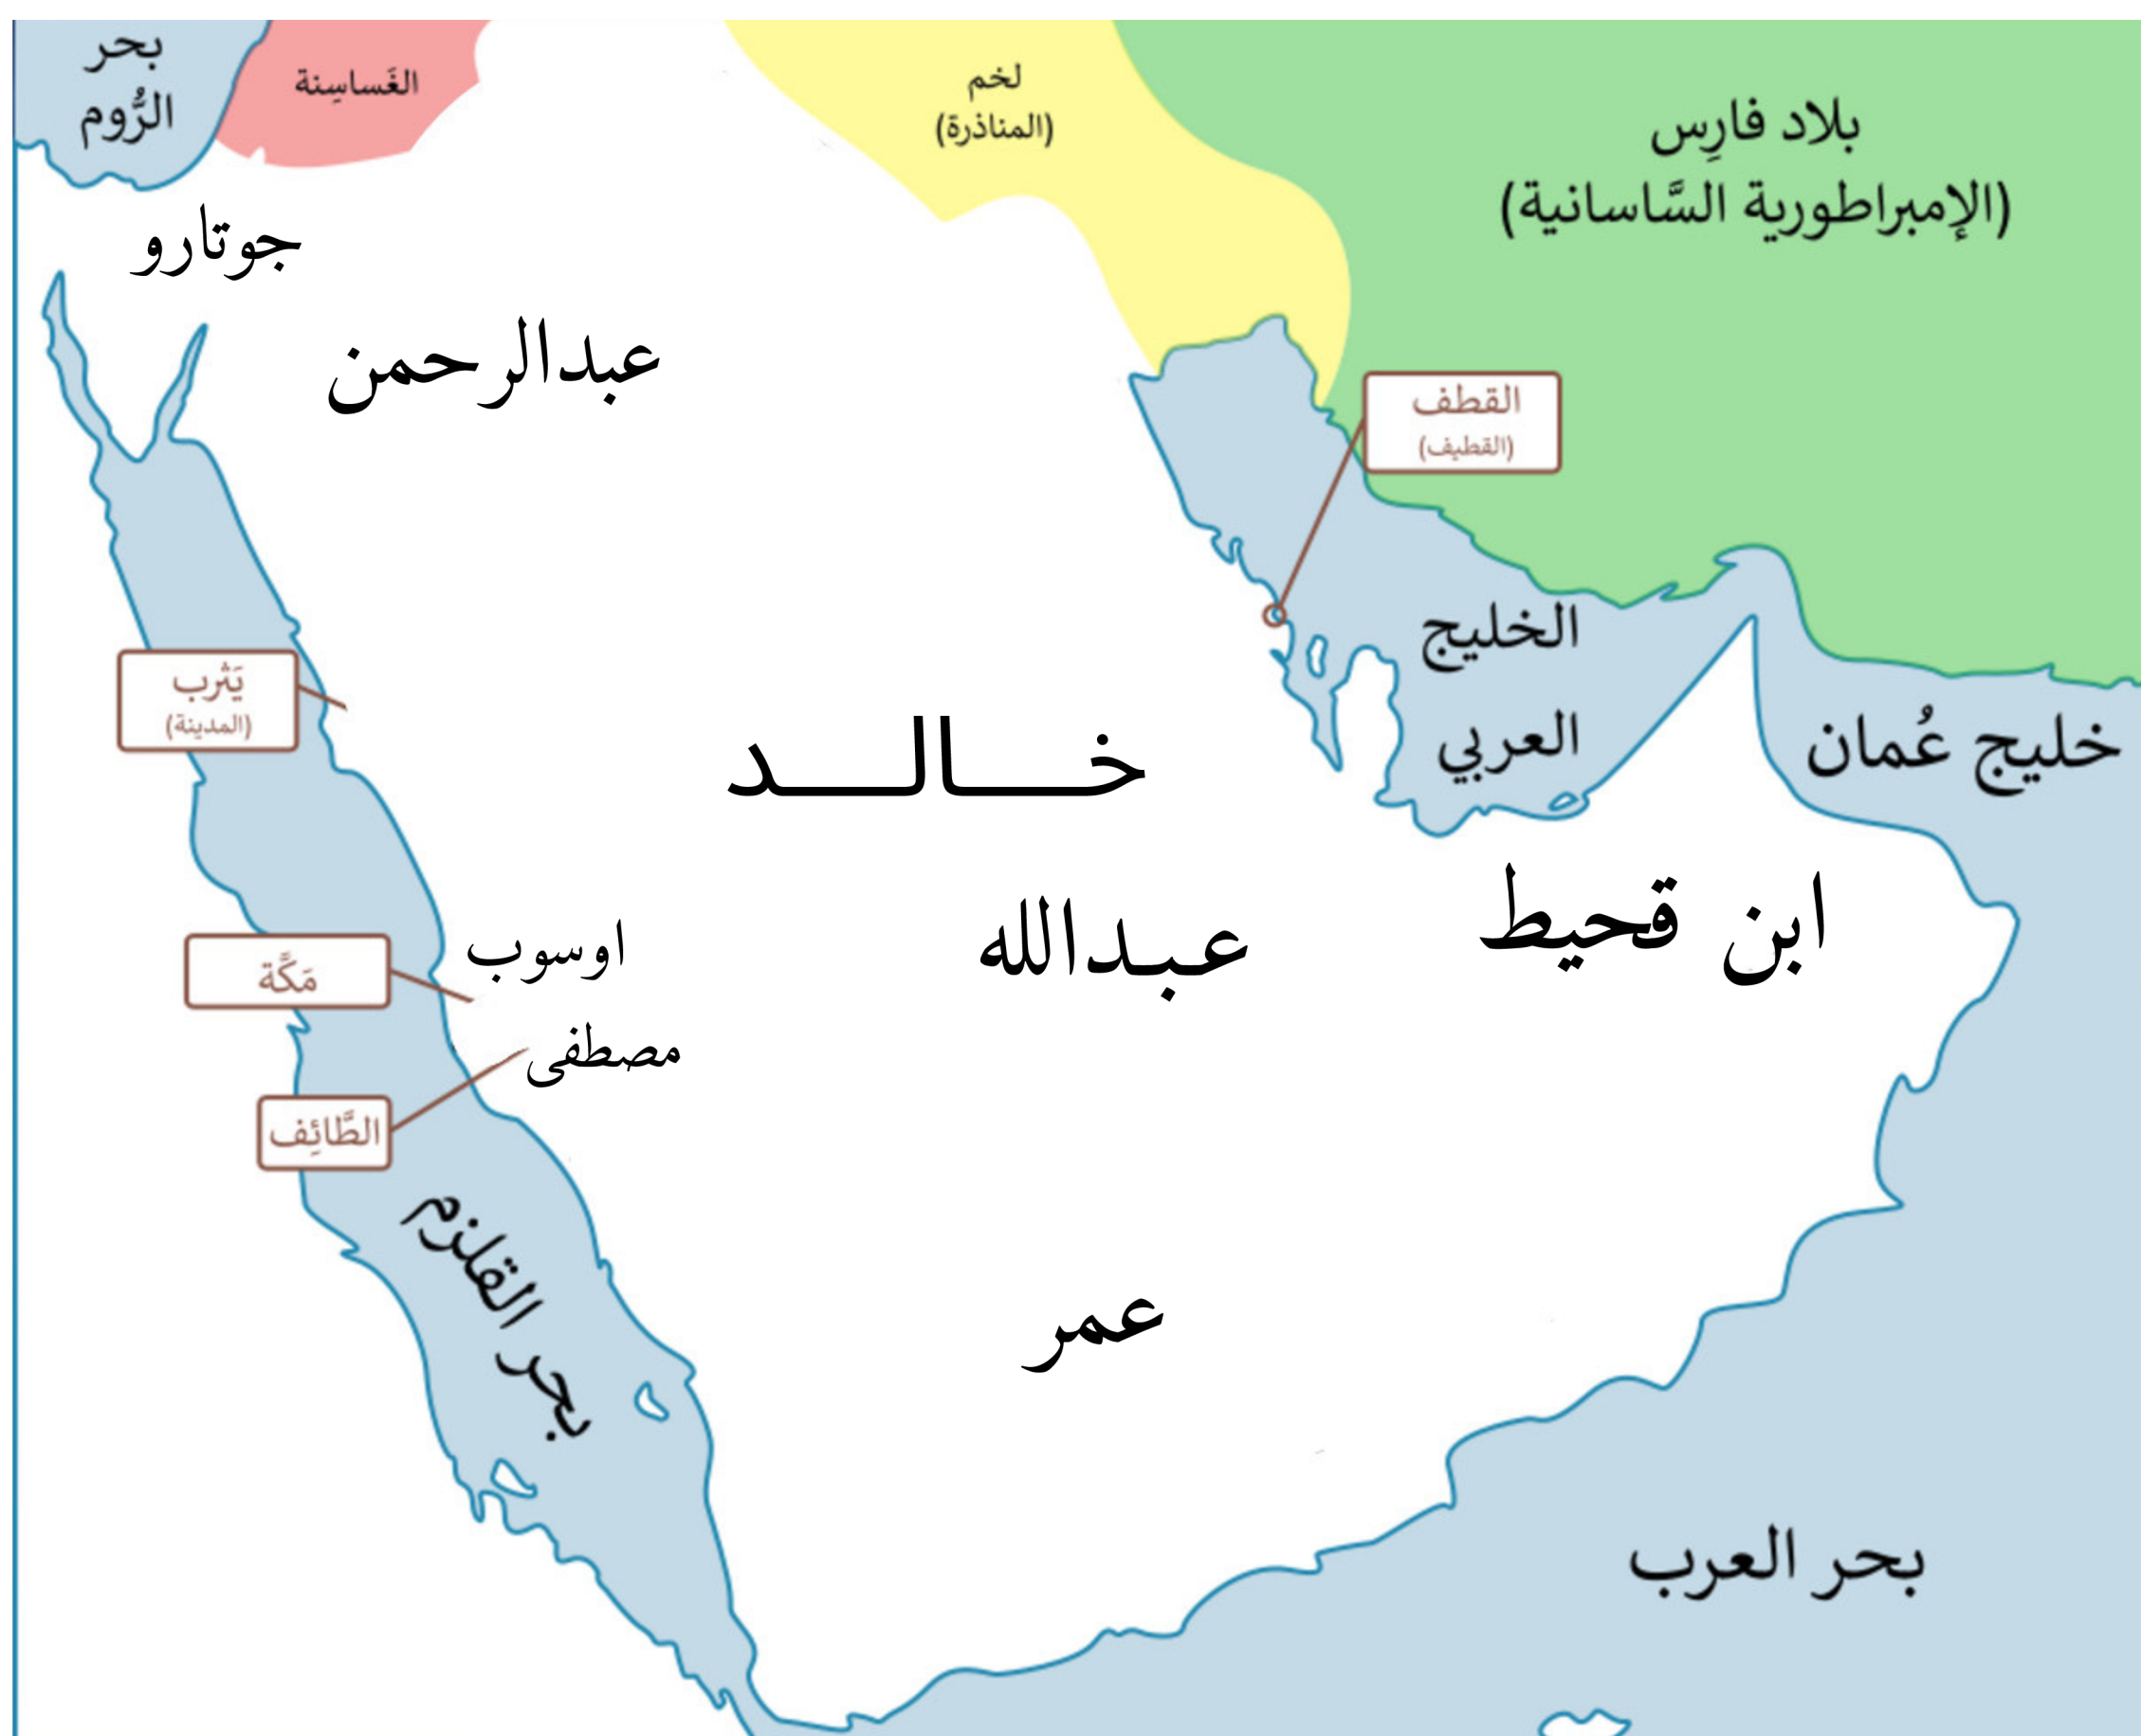 بحر
الرُّوم
الغَساسِنة
لخم
(المناذرة)
بلاد فارِس
(الإمبراطورية السَّاسانية)
جوتارو
عبدالرحمن
القطف
(القطيف)
الخليج
العربي
خليج عُمان
يَثرب
(المدينة)
خالد
ابن قحيط
عبدالله
اوسوب
مَكَّة
مصطفى
الطَّائِف
بحر القلزم
عمر
بحر العرب